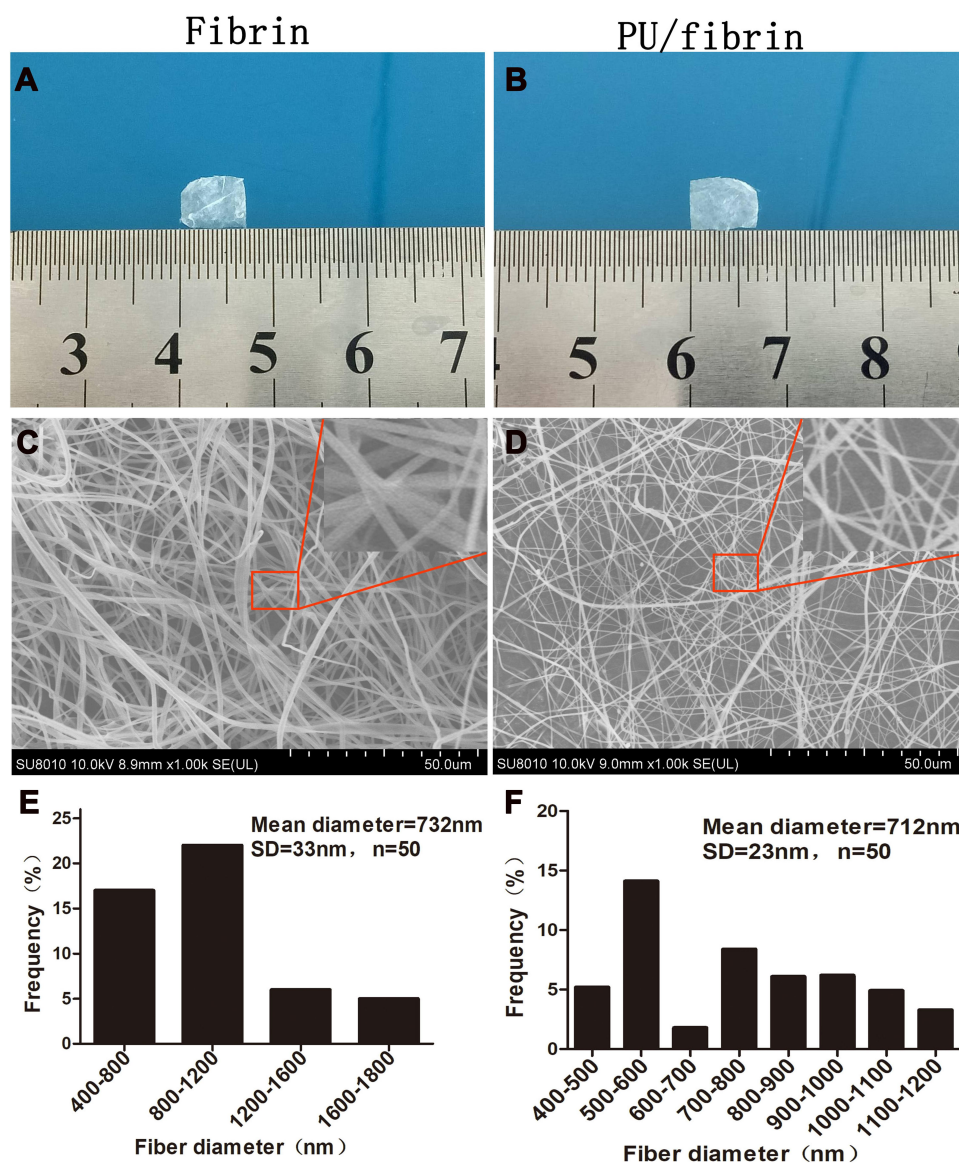 Fibrin
PU/fibrin
A
B
3 4 5 6 7
5 6 7 8
C
D
SU8010 10.0kV 8.9mm x1.00k SE(UL)
50.0um
SU8010 10.0kV 9.0mm x1.00k SE(UL)
50.0um
E
Mean diameter=732nm
SD=33nm, n=50
Frequency (%)
25
20
15
10
5
0
400-800
800-1200
1200-1600
1600-1800
Fiber diameter (nm)
F
Mean diameter=712nm
SD=23nm, n=50
Frequency (%)
20
15
10
5
0
400-500
500-600
600-700
700-800
800-900
900-1000
1000-1100
1100-1200
Fiber diameter (nm)